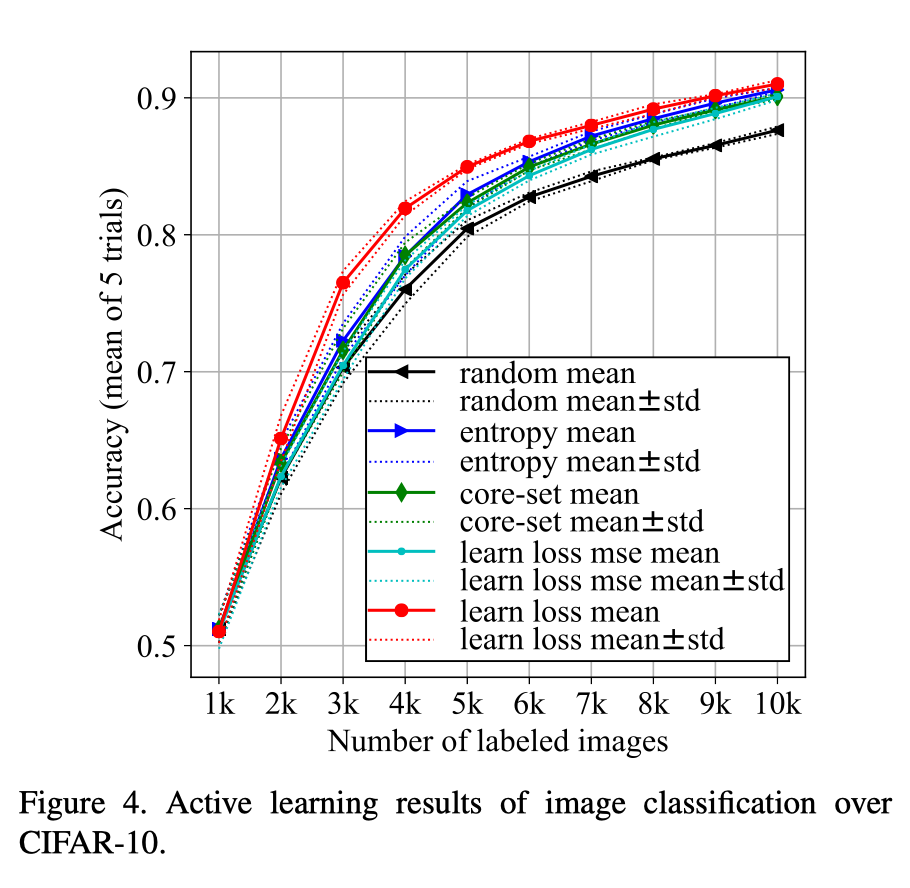 0.9
0.8
0.7
0.6
0.5
Accuracy (mean of 5 trials)
random mean
random mean±std
entropy mean
entropy mean±std
core-set mean
core-set mean±std
learn loss mse mean
learn loss mse mean±std
learn loss mean
learn loss mean±std
1k 2k 3k 4k 5k 6k 7k 8k 9k 10k
Number of labeled images
Figure 4. Active learning results of image classification over
CIFAR-10.